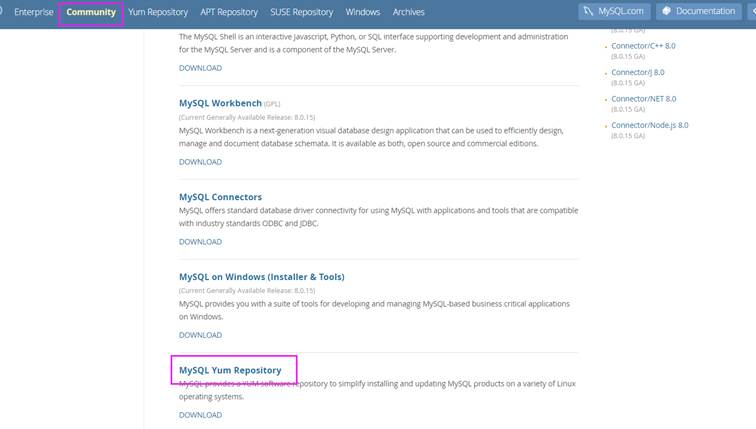 Enterprise Community Yum Repository APT Repository SUSE Repository Windows Archives MySQL.com Documentation
The MySQL Shell is an interactive Javascript, Python, or SQL interface supporting development and administration
for the MySQL Server and is a component of the MySQL Server.
DOWNLOAD
MySQL Workbench (GPL)
(Current Generally Available Release: 8.0.15)
MySQL Workbench is a next-generation visual database design application that can be used to efficiently design,
manage and document database schemata. It is available as both, open source and commercial editions.
DOWNLOAD
MySQL Connectors
MySQL offers standard database driver connectivity for using MySQL with applications and tools that are compatible
with industry standards ODBC and JDBC.
DOWNLOAD
MySQL on Windows (Installer & Tools)
(Current Generally Available Release: 8.0.15)
MySQL provides you with a suite of tools for developing and managing MySQL-based business critical applications
on Windows.
DOWNLOAD
MySQL Yum Repository
MySQL provides a YUM software repository to simplify installing and updating MySQL products on a variety of Linux
operating systems.
DOWNLOAD
(8.0.15 GA)
Connector/C++ 8.0
(8.0.15 GA)
Connector/J 8.0
(8.0.15 GA)
Connector/NET 8.0
(8.0.15 GA)
Connector/Node.js 8.0
(8.0.15 GA)